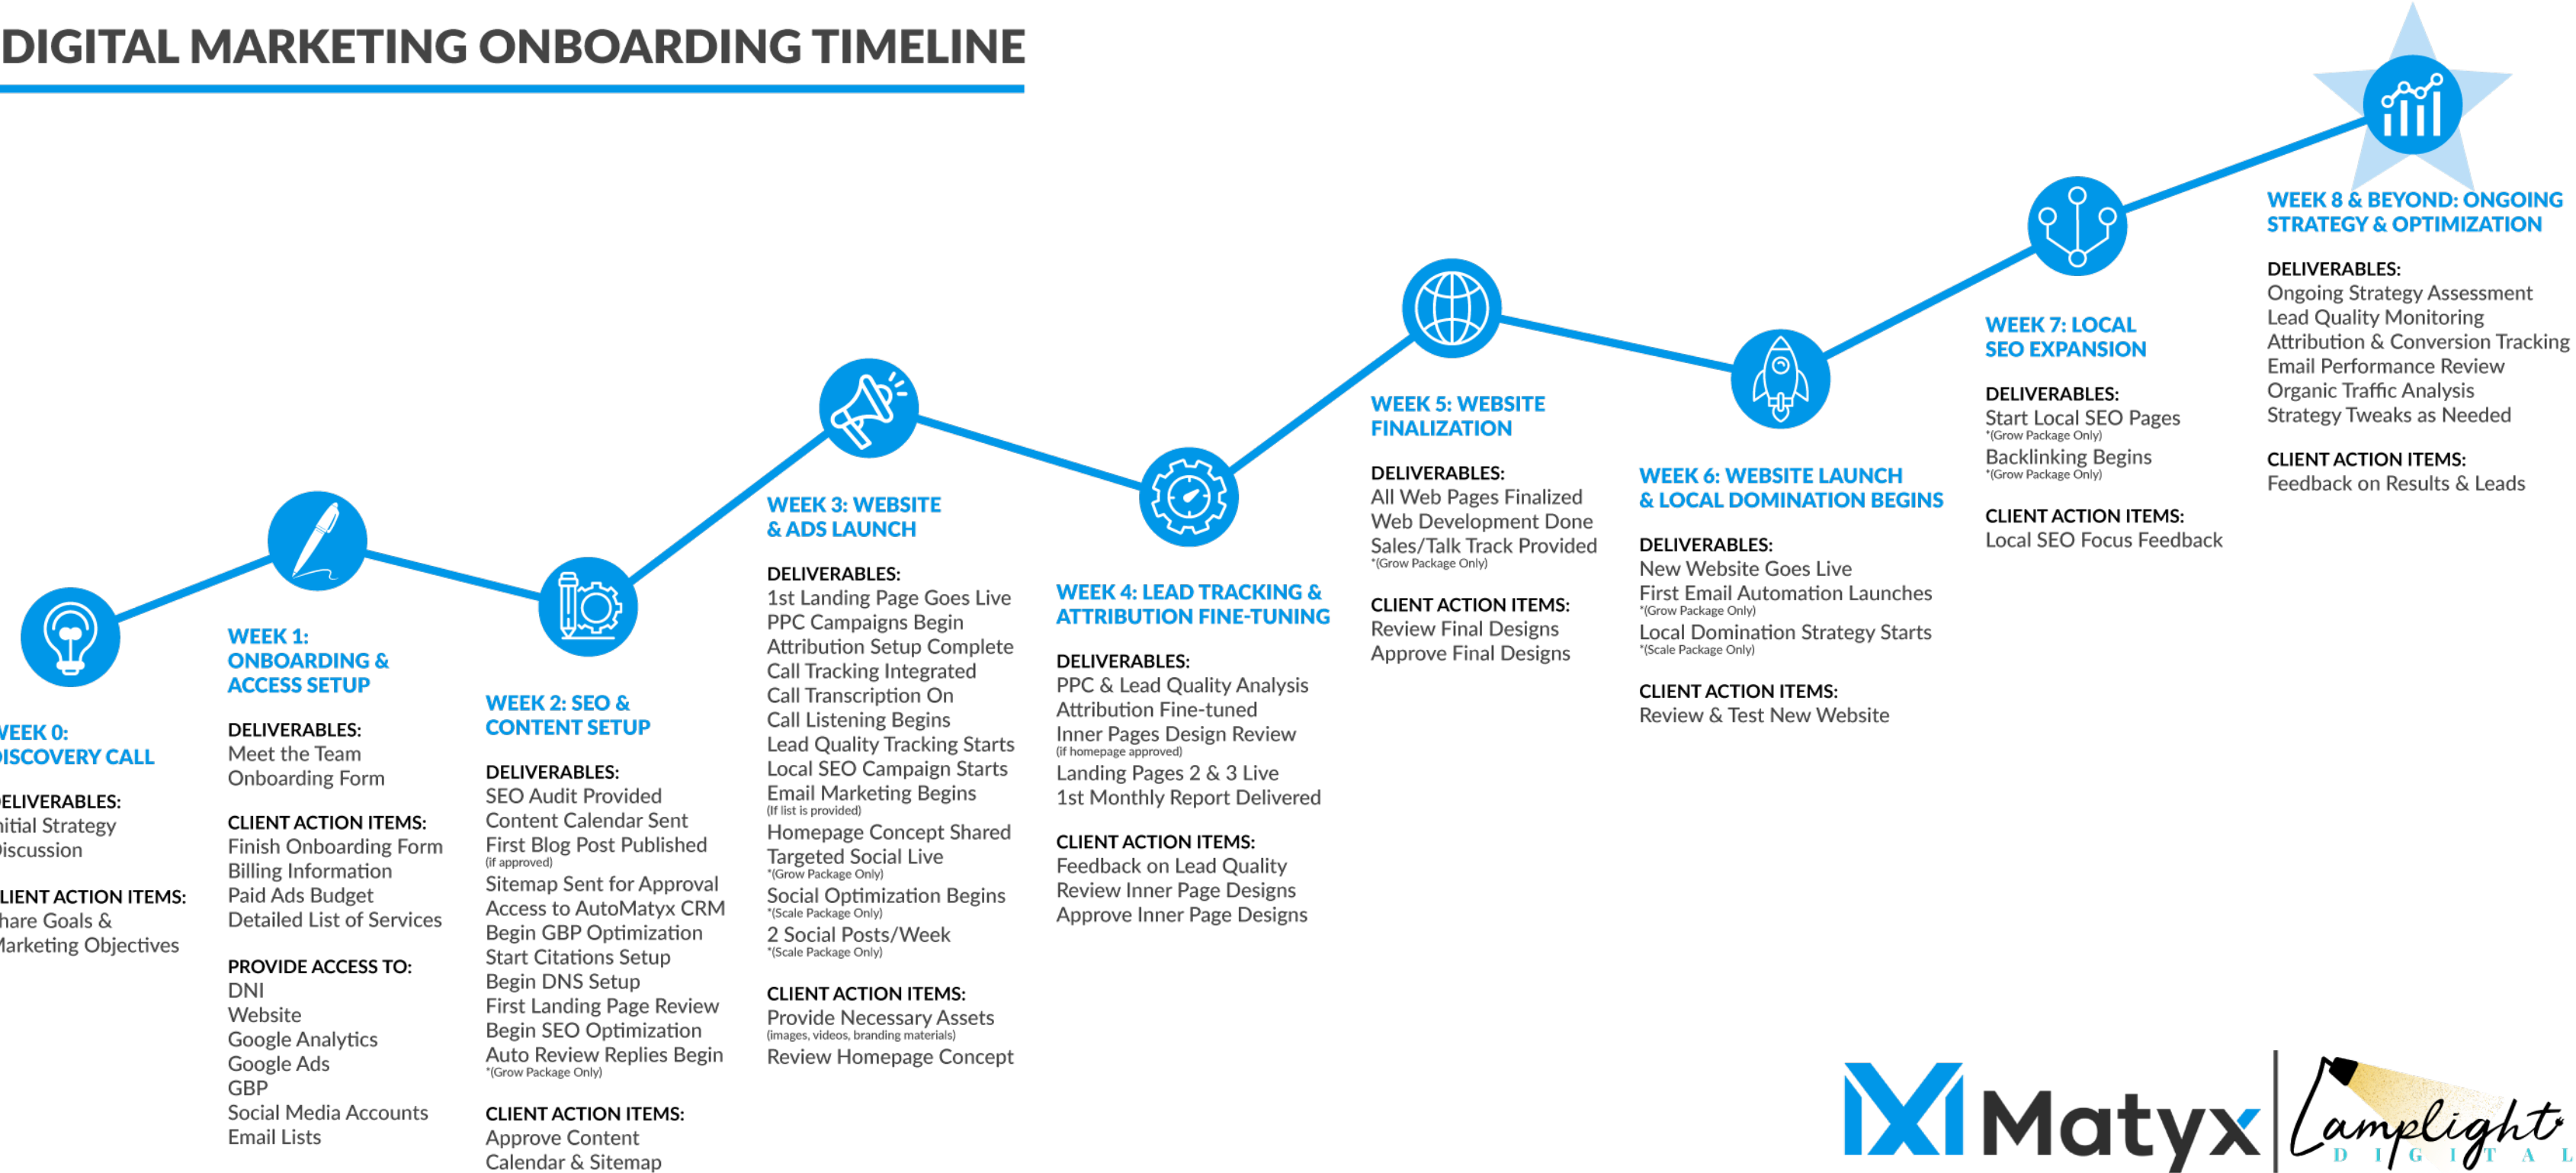 DIGITAL MARKETING ONBOARDING TIMELINE
WEEK 0:
DISCOVERY CALL
DELIVERABLES:
Initial Strategy
Discussion
CLIENT ACTION ITEMS:
Share Goals &
Marketing Objectives
WEEK 1:
ONBOARDING &
ACCESS SETUP
DELIVERABLES:
Meet the Team
Onboarding Form
CLIENT ACTION ITEMS:
Finish Onboarding Form
Billing Information
Paid Ads Budget
Detailed List of Services
PROVIDE ACCESS TO:
DNI
Website
Google Analytics
Google Ads
GBP
Social Media Accounts
Email Lists
WEEK 2: SEO &
CONTENT SETUP
DELIVERABLES:
SEO Audit Provided
Content Calendar Sent
First Blog Post Published
(if approved)
Sitemap Sent for Approval
Access to AutoMatyx CRM
Begin GBP Optimization
Start Citations Setup
Begin DNS Setup
First Landing Page Review
Begin SEO Optimization
Auto Review Replies Begin
*(Grow Package Only)
CLIENT ACTION ITEMS:
Approve Content
Calendar & Sitemap
WEEK 3: WEBSITE
& ADS LAUNCH
DELIVERABLES:
1st Landing Page Goes Live
PPC Campaigns Begin
Attribution Setup Complete
Call Tracking Integrated
Call Transcription On
Call Listening Begins
Lead Quality Tracking Starts
Local SEO Campaign Starts
Email Marketing Begins
(If list is provided)
Homepage Concept Shared
Targeted Social Live
*(Grow Package Only)
Social Optimization Begins
*(Scale Package Only)
2 Social Posts/Week
*(Scale Package Only)
CLIENT ACTION ITEMS:
Provide Necessary Assets
(images, videos, branding materials)
Review Homepage Concept
WEEK 4: LEAD TRACKING &
ATTRIBUTION FINE-TUNING
DELIVERABLES:
PPC & Lead Quality Analysis
Attribution Fine-tuned
Inner Pages Design Review
(if homepage approved)
Landing Pages 2 & 3 Live
1st Monthly Report Delivered
CLIENT ACTION ITEMS:
Feedback on Lead Quality
Review Inner Page Designs
Approve Inner Page Designs
WEEK 5: WEBSITE
FINALIZATION
DELIVERABLES:
All Web Pages Finalized
Web Development Done
Sales/Talk Track Provided
*(Grow Package Only)
CLIENT ACTION ITEMS:
Review Final Designs
Approve Final Designs
WEEK 6: WEBSITE LAUNCH
& LOCAL DOMINATION BEGINS
DELIVERABLES:
New Website Goes Live
First Email Automation Launches
*(Grow Package Only)
Local Domination Strategy Starts
*(Scale Package Only)
CLIENT ACTION ITEMS:
Review & Test New Website
WEEK 7: LOCAL
SEO EXPANSION
DELIVERABLES:
Start Local SEO Pages
*(Grow Package Only)
Backlinking Begins
*(Grow Package Only)
CLIENT ACTION ITEMS:
Local SEO Focus Feedback
WEEK 8 & BEYOND: ONGOING
STRATEGY & OPTIMIZATION
DELIVERABLES:
Ongoing Strategy Assessment
Lead Quality Monitoring
Attribution & Conversion Tracking
Email Performance Review
Organic Traffic Analysis
Strategy Tweaks as Needed
CLIENT ACTION ITEMS:
Feedback on Results & Leads
Matyx
Lamplight
DIGITAL